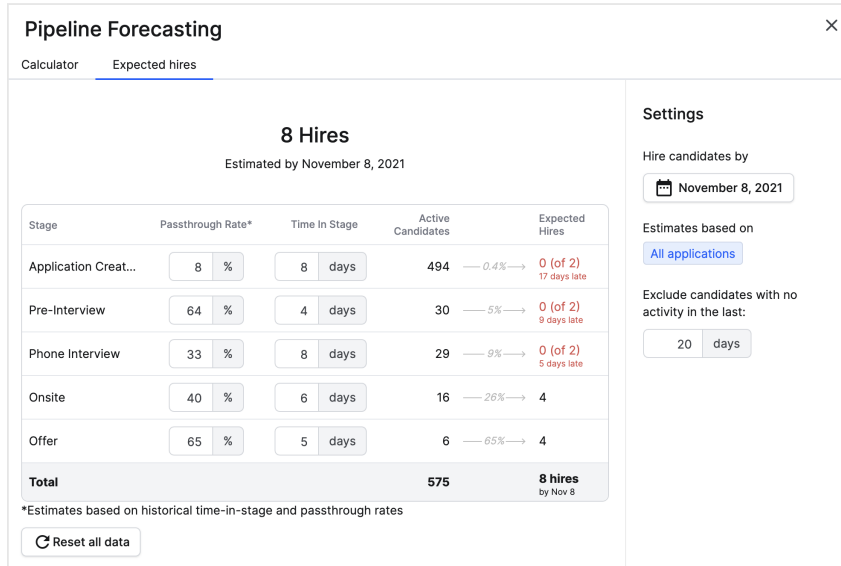 Pipeline Forecasting
Calculator Expected hires
8 Hires
Estimated by November 8, 2021
Stage Passthrough Rate* Time In Stage Active Candidates Expected Hires
Application Creat... 8 % 8 days 494 0.4% 0 (of 2)
17 days late
Pre-Interview 64 % 4 days 30 5% 0 (of 2)
9 days late
Phone Interview 33 % 8 days 29 9% 0 (of 2)
5 days late
Onsite 40 % 6 days 16 26% 4
Offer 65 % 5 days 6 65% 4
Total 575 8 hires
by Nov 8
*Estimates based on historical time-in-stage and passthrough rates
Reset all data
Settings
Hire candidates by
November 8, 2021
Estimates based on
All applications
Exclude candidates with no
activity in the last:
20 days